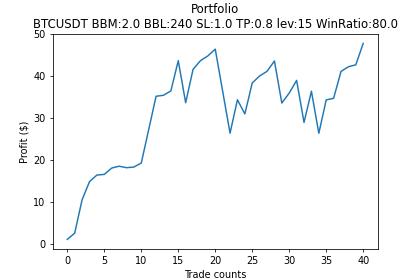 Portfolio
BTCUSDT BBM:2.0 BBL:240 SL:1.0 TP:0.8 lev:15 WinRatio:80.0
50
40
30
20
10
0
Profit ($)
0 5 10 15 20 25 30 35 40
Trade counts